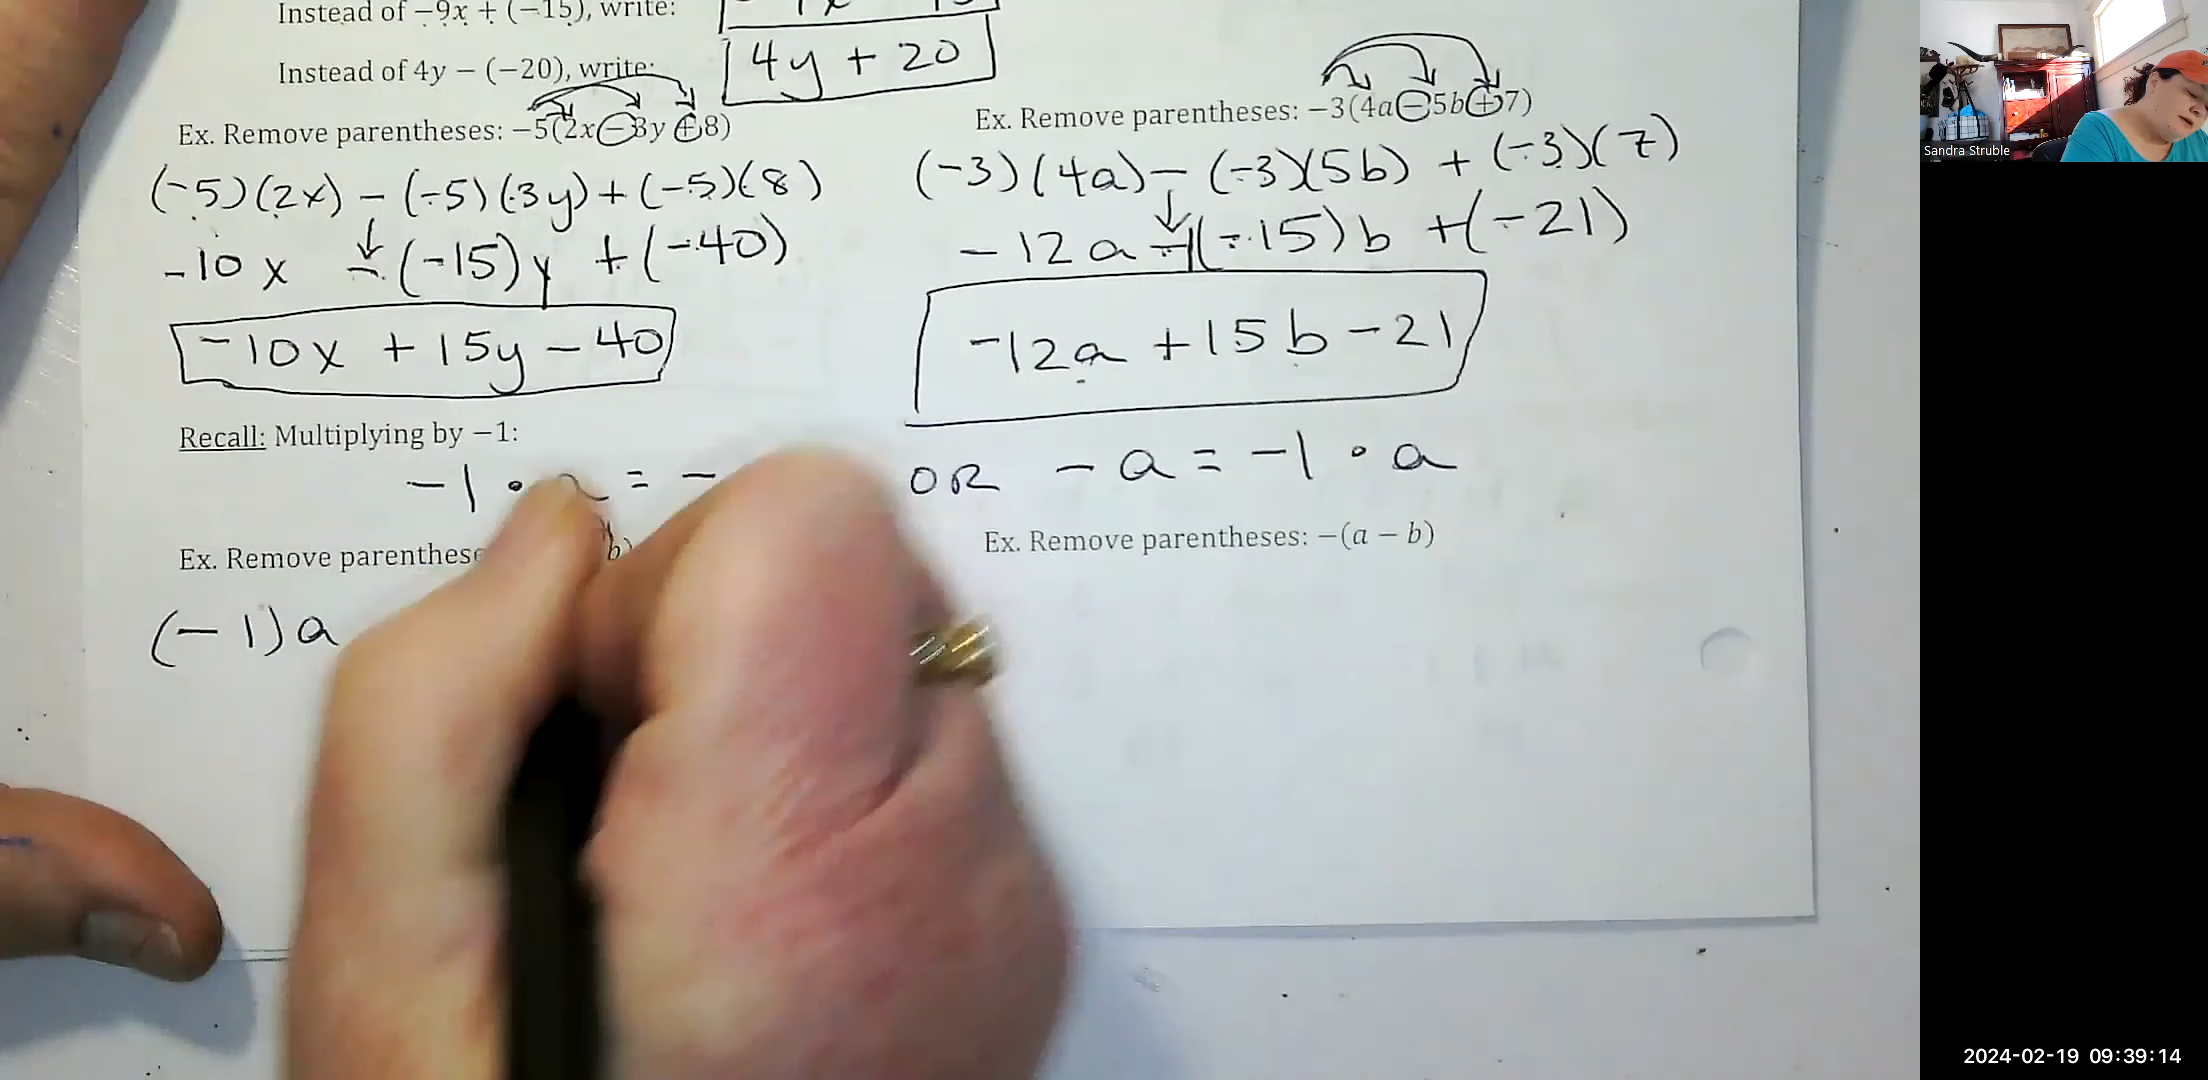 Instead of −9x + (−15), write:
Instead of 4y − (−20), write:
4y + 20
Ex. Remove parentheses: −5(2x − 3y + 8)
(-5)(2x) - (-5)(3y) + (-5)(8)
-10x - (-15)y + (-40)
-10x + 15y - 40
Ex. Remove parentheses: −3(4a − 5b + 7)
(-3)(4a) - (-3)(5b) + (-3)(7)
-12a - (-15)b + (-21)
-12a + 15b - 21
Recall: Multiplying by −1:
-1 • a = -
OR -a = -1 • a
Ex. Remove
b)
(-1)a
Ex. Remove parentheses: −(a − b)
Sandra Struble
2024-02-19 09:39:14